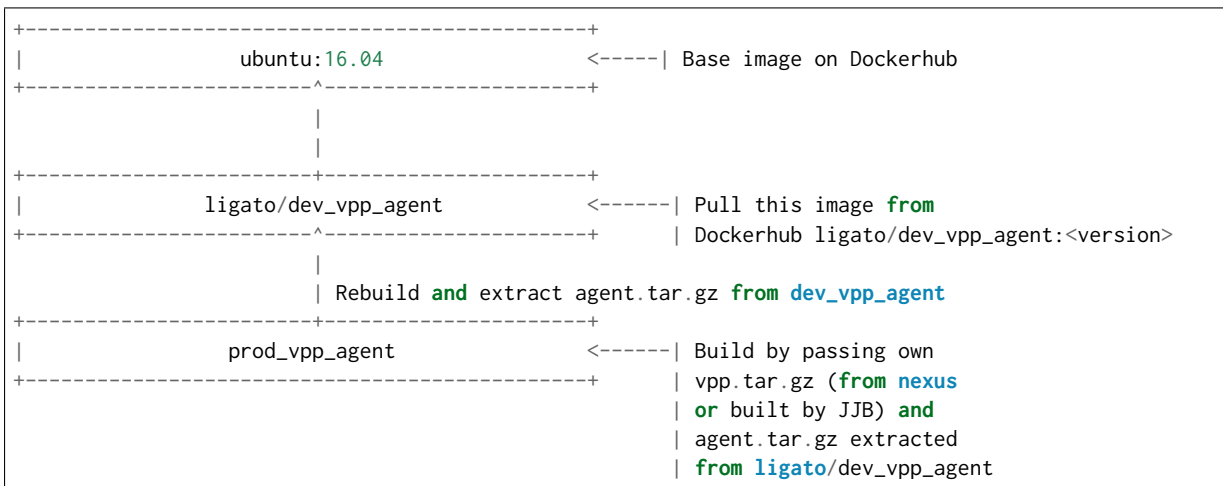 +-----------------------------------------------+
|                  ubuntu:16.04                 <-----| Base image on Dockerhub
+------------------------^----------------------+
                         |
                         |
+------------------------+----------------------+
|               ligato/dev_vpp_agent            <------| Pull this image from
+------------------------^----------------------+      | Dockerhub ligato/dev_vpp_agent:<version>
                         |
                         | Rebuild and extract agent.tar.gz from dev_vpp_agent
+------------------------+----------------------+
|                 prod_vpp_agent                <------| Build by passing own
+-----------------------------------------------+      | vpp.tar.gz (from nexus
                                                       | or built by JJB) and
                                                       | agent.tar.gz extracted
                                                       | from ligato/dev_vpp_agent